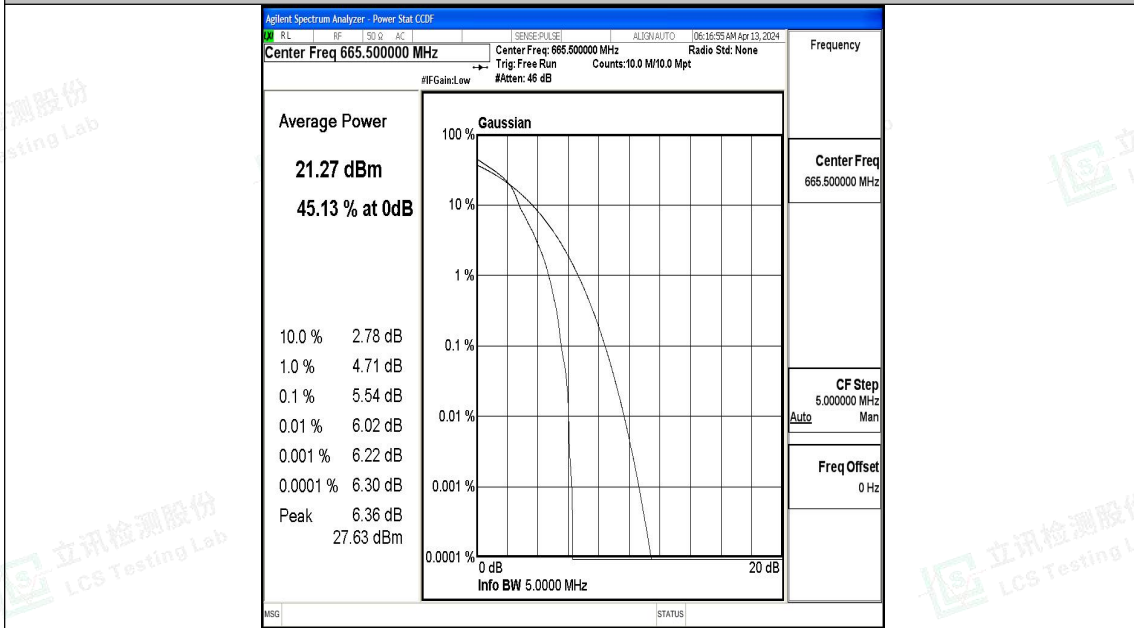 Agilent Spectrum Analyzer - Power Stat CCDF
RL RF 50 Ω AC SENSE:PULSE ALIGN AUTO 06:16:55 AM Apr 13, 2024
Center Freq 665.500000 MHz
Center Freq: 665.500000 MHz Radio Std: None
Trig: Free Run Counts:10.0 M/10.0 Mpt
#IFGain:Low #Atten: 46 dB
Frequency
Average Power
21.27 dBm
45.13 % at 0dB
10.0 % 2.78 dB
1.0 % 4.71 dB
0.1 % 5.54 dB
0.01 % 6.02 dB
0.001 % 6.22 dB
0.0001 % 6.30 dB
Peak 6.36 dB
27.63 dBm
Gaussian
100 %
10 %
1 %
0.1 %
0.01 %
0.001 %
0.0001 %
0 dB 20 dB
Info BW 5.0000 MHz
Center Freq
665.500000 MHz
CF Step
5.000000 MHz
Auto Man
Freq Offset
0 Hz
MSG STATUS
测股份
sting Lab
立
立讯检测股份
LCS Testing Lab
立讯检测股份
LCS Testing L